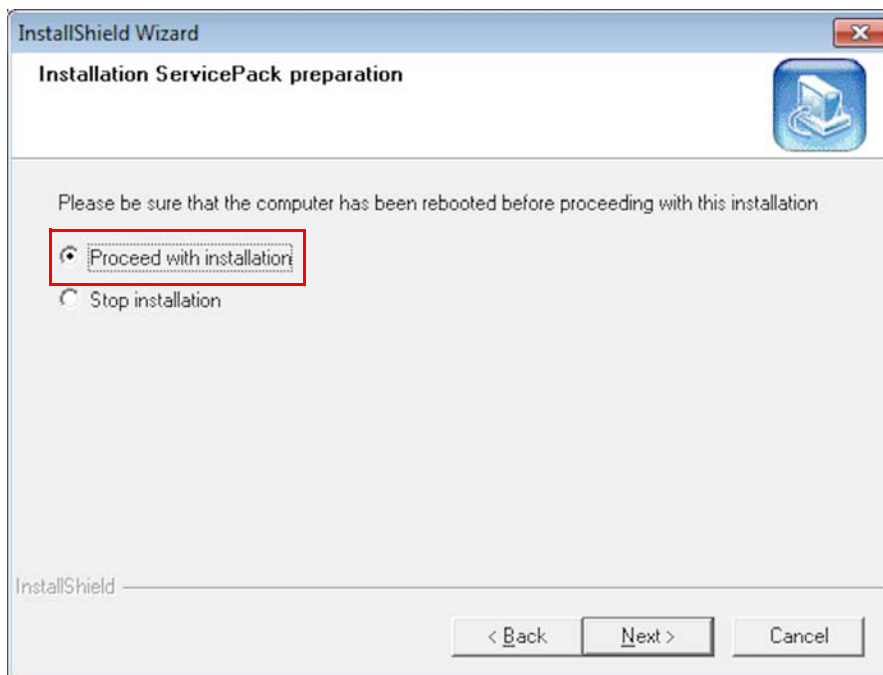 InstallShield Wizard
Installation ServicePack preparation
Please be sure that the computer has been rebooted before proceeding with this installation
Proceed with installation
Stop installation
InstallShield
< Back
Next >
Cancel